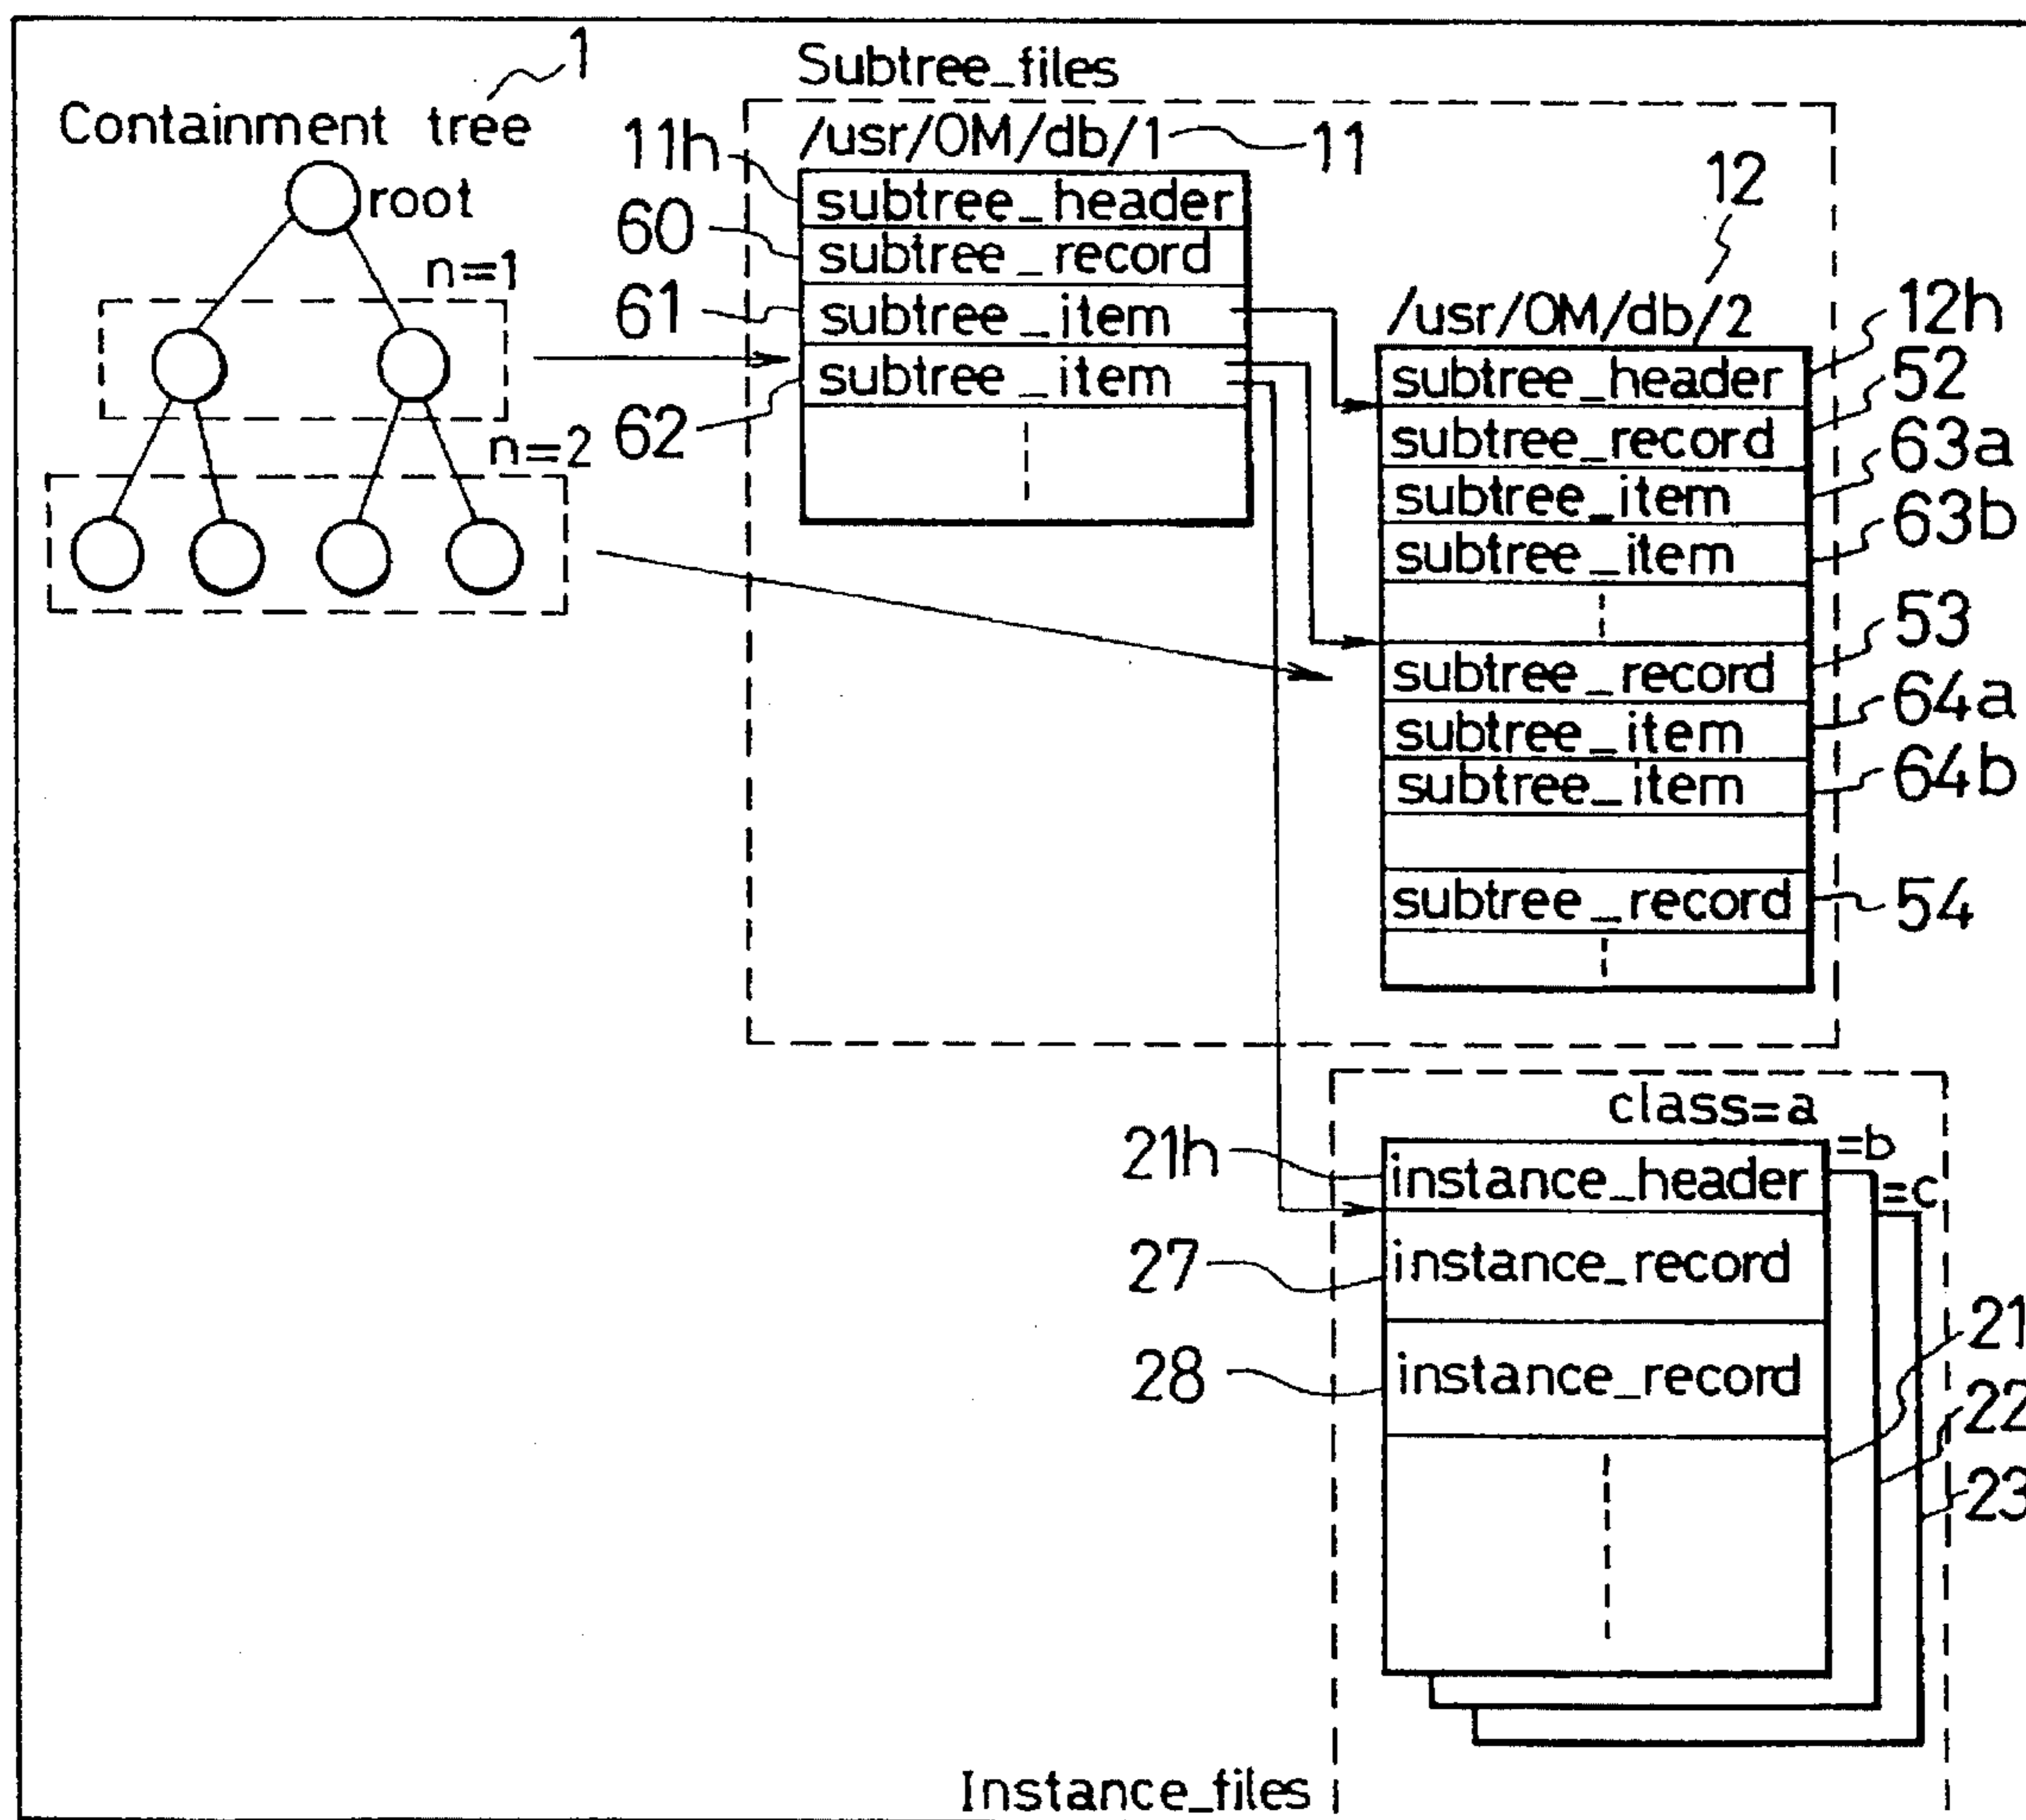 1
Containment tree
root
n=1
n=2
Subtree_files
/usr/OM/db/1
11
11h
subtree_header
60
subtree_record
61
subtree_item
62
subtree_item
12
/usr/OM/db/2
subtree_header
12h
subtree_record
52
subtree_item
63a
subtree_item
63b
subtree_record
53
subtree_item
64a
subtree_item
64b
subtree_record
54
class=a
=b
=c
21h
instance_header
27
instance_record
28
instance_record
21
22
23
Instance_files